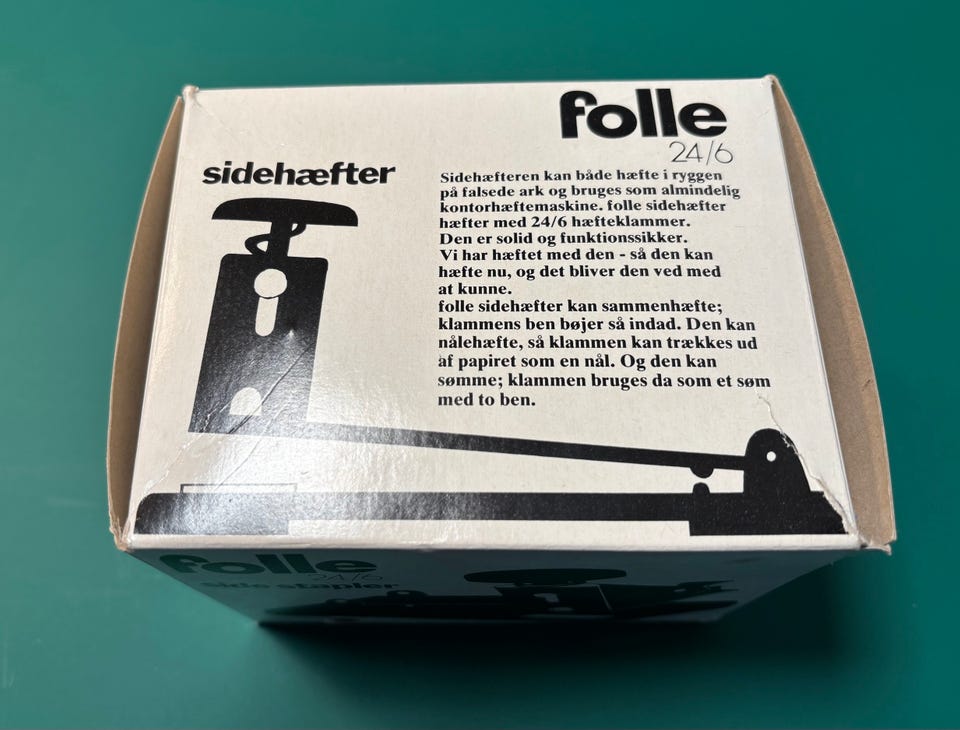 folle
24/6
sidehæfter
Sidehæfteren kan både hæfte i ryggen
på falsede ark og bruges som almindelig
kontorhæftemaskine. folle sidehæfter
hæfter med 24/6 hæfteklammer.
Den er solid og funktionssikker.
Vi har hæftet med den - så den kan
hæfte nu, og det bliver den ved med
at kunne.
folle sidehæfter kan sammenhæfte;
klammens ben bøjer så indad. Den kan
nålehæfte, så klammen kan trækkes ud
af papiret som en nål. Og den kan
sømme; klammen bruges da som et søm
med to ben.
folle
24/6
side stapler